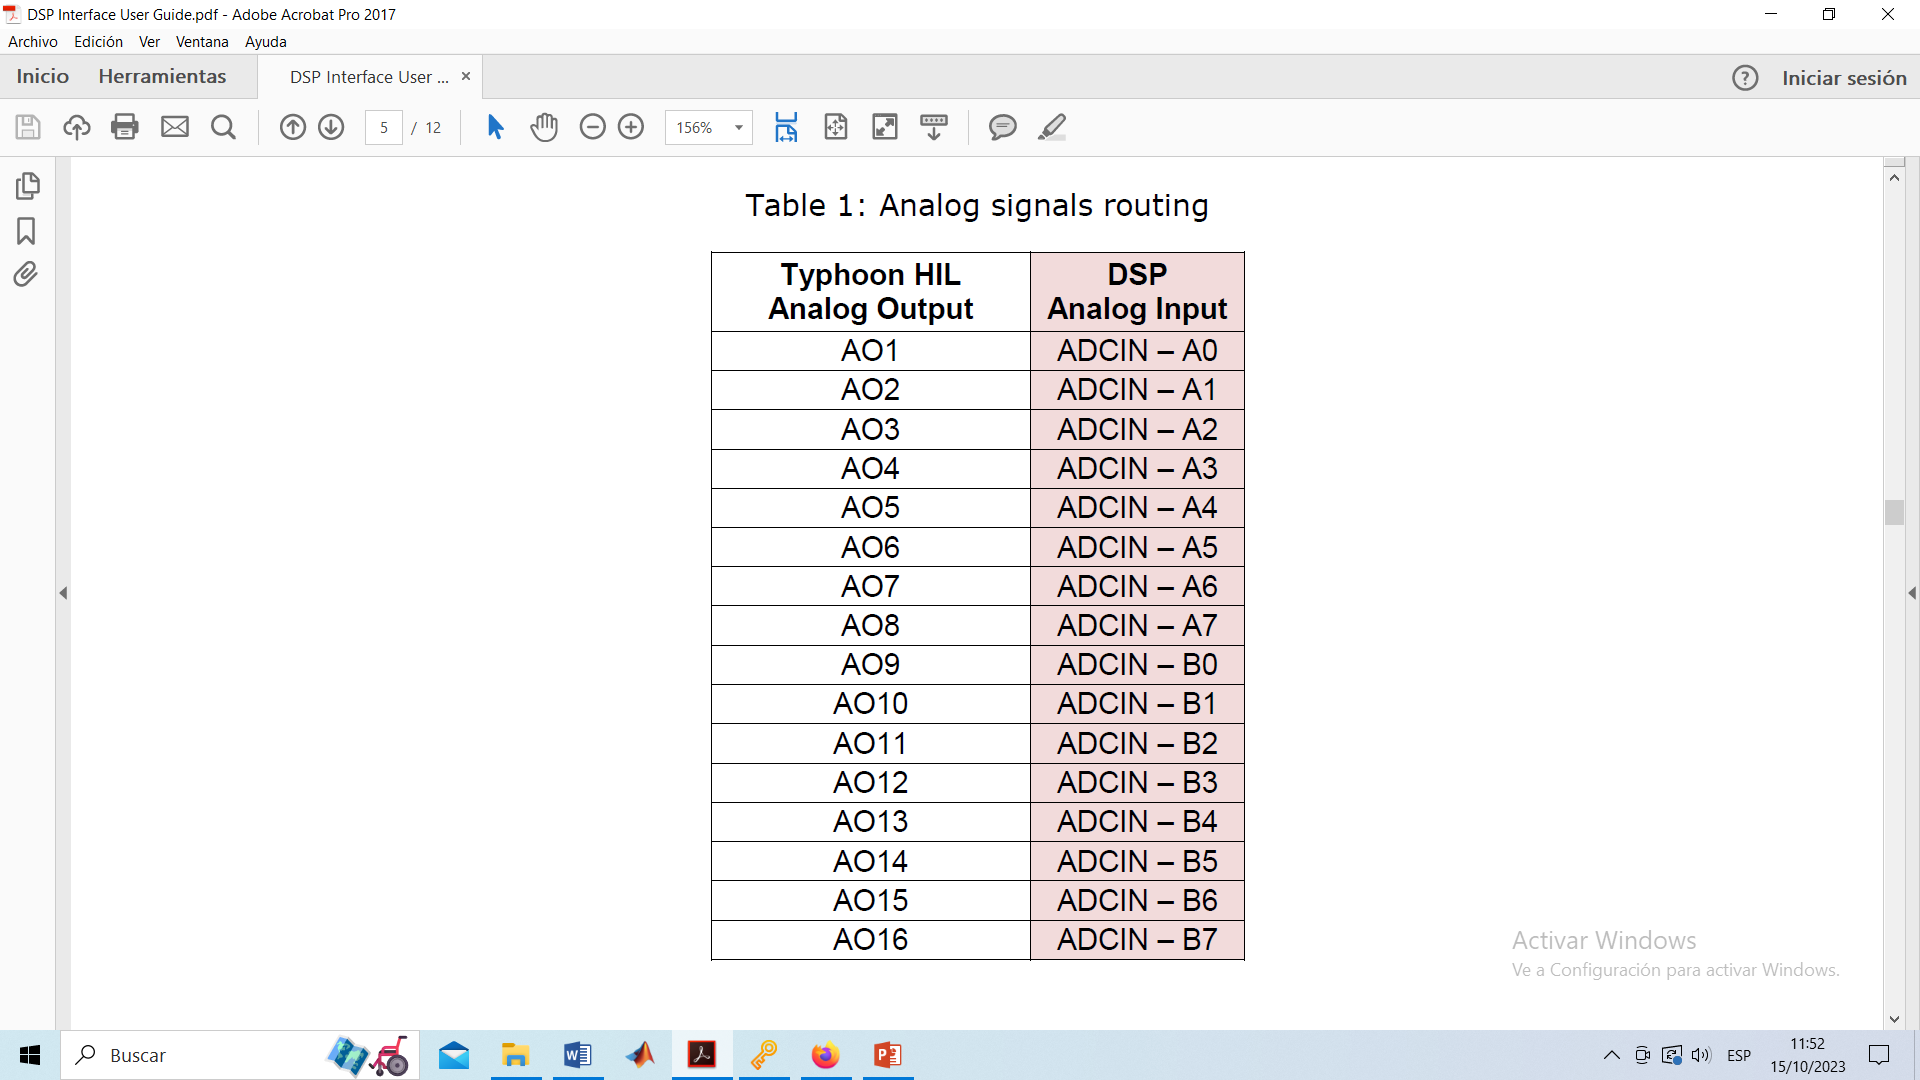 DSP Interface User Guide.pdf - Adobe Acrobat Pro 2017
Archivo Edición Ver Ventana Ayuda
Inicio Herramientas DSP Interface User ... × ? Iniciar sesión
5 / 12 156%
Table 1: Analog signals routing
Typhoon HIL Analog Output DSP Analog Input
AO1 ADCIN – A0
AO2 ADCIN – A1
AO3 ADCIN – A2
AO4 ADCIN – A3
AO5 ADCIN – A4
AO6 ADCIN – A5
AO7 ADCIN – A6
AO8 ADCIN – A7
AO9 ADCIN – B0
AO10 ADCIN – B1
AO11 ADCIN – B2
AO12 ADCIN – B3
AO13 ADCIN – B4
AO14 ADCIN – B5
AO15 ADCIN – B6
AO16 ADCIN – B7
Activar Windows
Ve a Configuración para activar Windows.
Buscar
ESP
11:52
15/10/2023